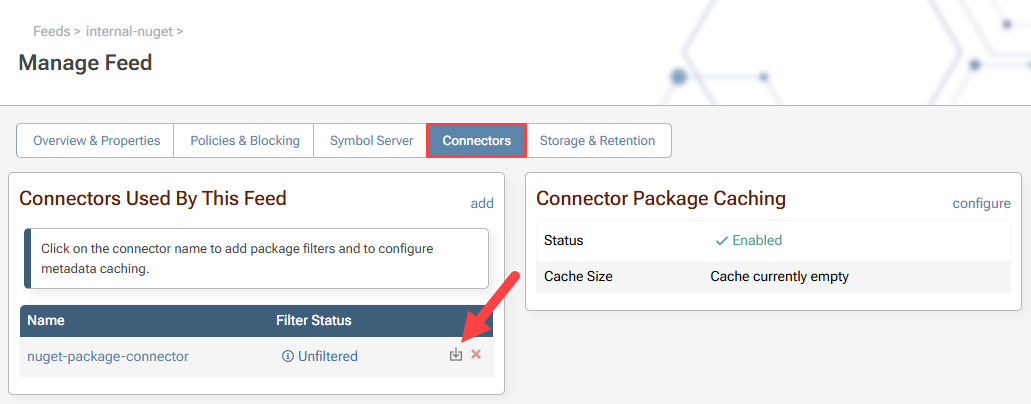 Feeds > internal-nuget >
Manage Feed
Overview & Properties Policies & Blocking Symbol Server Connectors Storage & Retention
Connectors Used By This Feed add
Click on the connector name to add package filters and to configure
metadata caching.
Name Filter Status
nuget-package-connector Unfiltered
Connector Package Caching configure
Status Enabled
Cache Size Cache currently empty